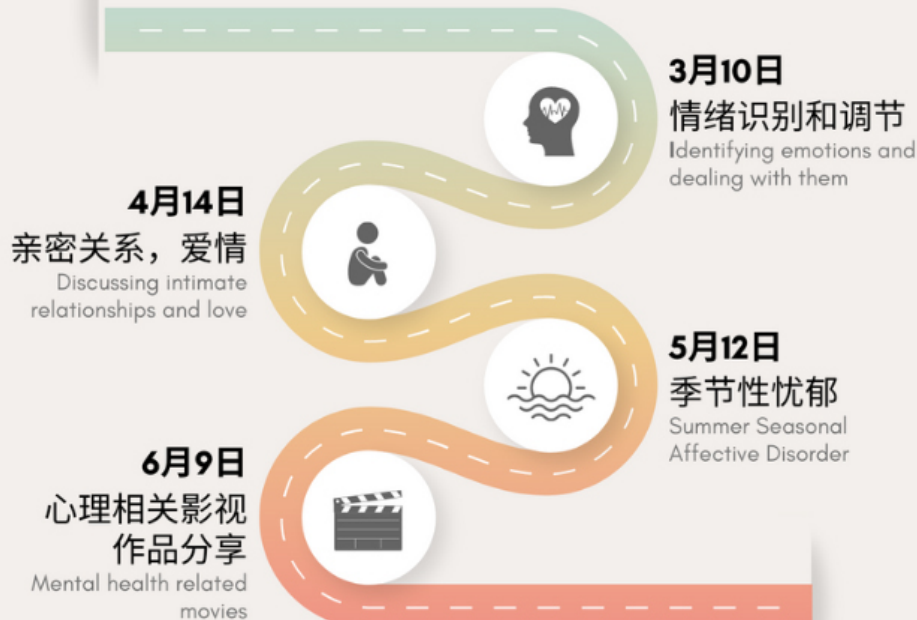 3月10日
情绪识别和调节
Identifying emotions and
dealing with them
4月14日
亲密关系，爱情
Discussing intimate
relationships and love
5月12日
季节性忧郁
Summer Seasonal
Affective Disorder
6月9日
心理相关影视
作品分享
Mental health related
movies